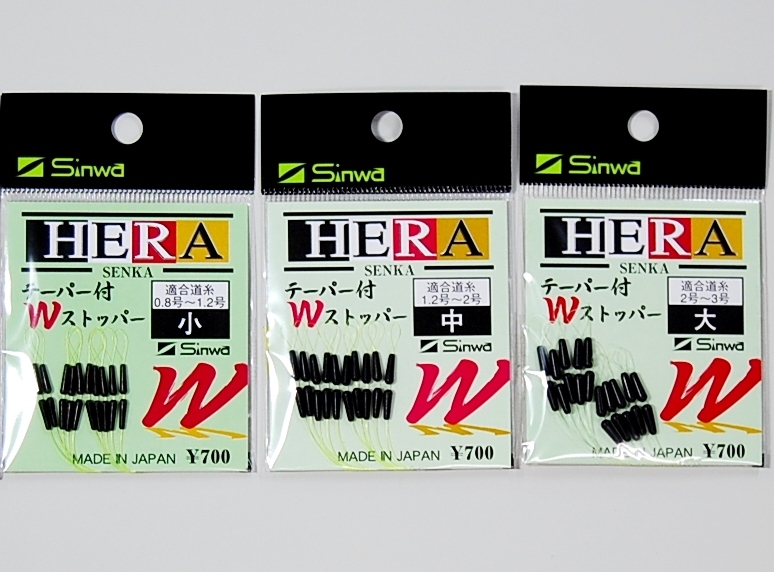 Sinwa
HERA
SENKA
テーパー付
Wストッパー
適合道糸
0.8号～1.2号
小
Sinwa
W
MADE IN JAPAN ¥700
Sinwa
HERA
SENKA
テーパー付
Wストッパー
適合道糸
1.2号～2号
中
Sinwa
W
MADE IN JAPAN ¥700
Sinwa
HERA
SENKA
テーパー付
Wストッパー
適合道糸
2号～3号
大
Sinwa
W
MADE IN JAPAN ¥700